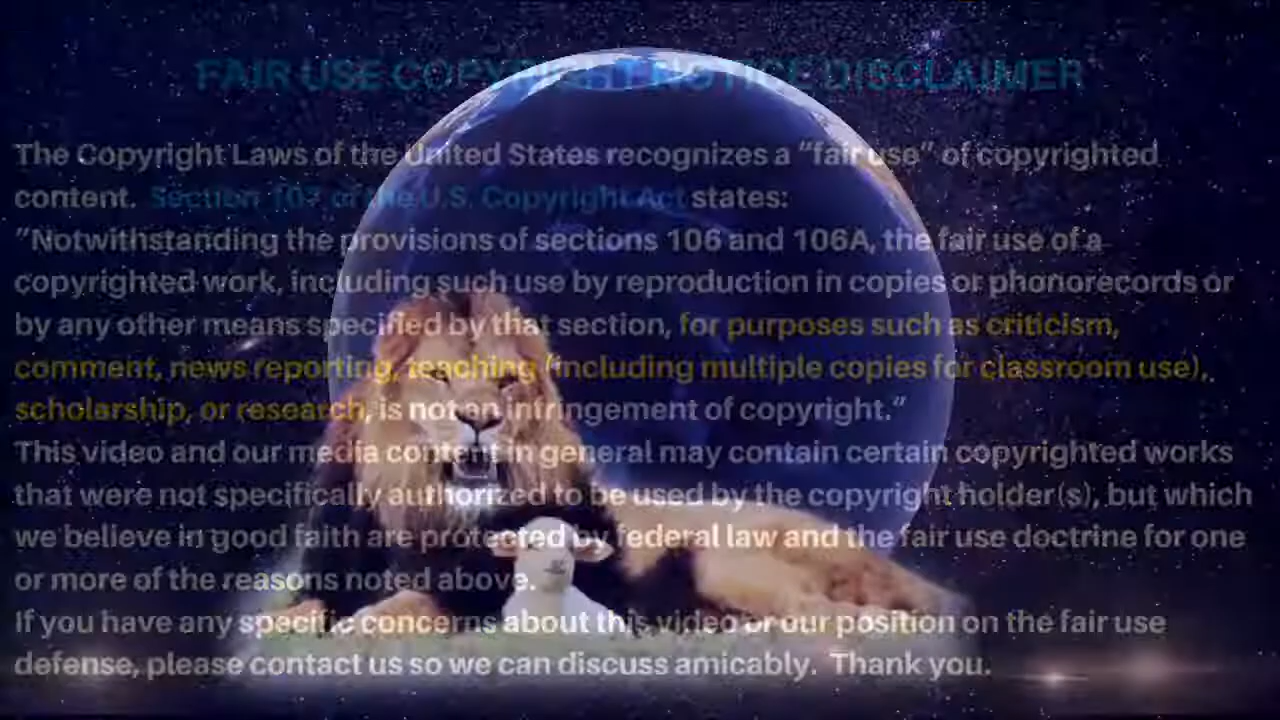 FAIR USE COPYRIGHT NOTICE DISCLAIMER
The Copyright Laws of the United States recognizes a “fair use” of copyrighted
content. Section 107 of the U.S. Copyright Act states:
“Notwithstanding the provisions of sections 106 and 106A, the fair use of a
copyrighted work, including such use by reproduction in copies or phonorecords or
by any other means specified by that section, for purposes such as criticism,
comment, news reporting, teaching (including multiple copies for classroom use),
scholarship, or research, is not an infringement of copyright.”
This video and our media content in general may contain certain copyrighted works
that were not specifically authorized to be used by the copyright holder(s), but which
we believe in good faith are protected by federal law and the fair use doctrine for one
or more of the reasons noted above.
If you have any specific concerns about this video or our position on the fair use
defense, please contact us so we can discuss amicably. Thank you.